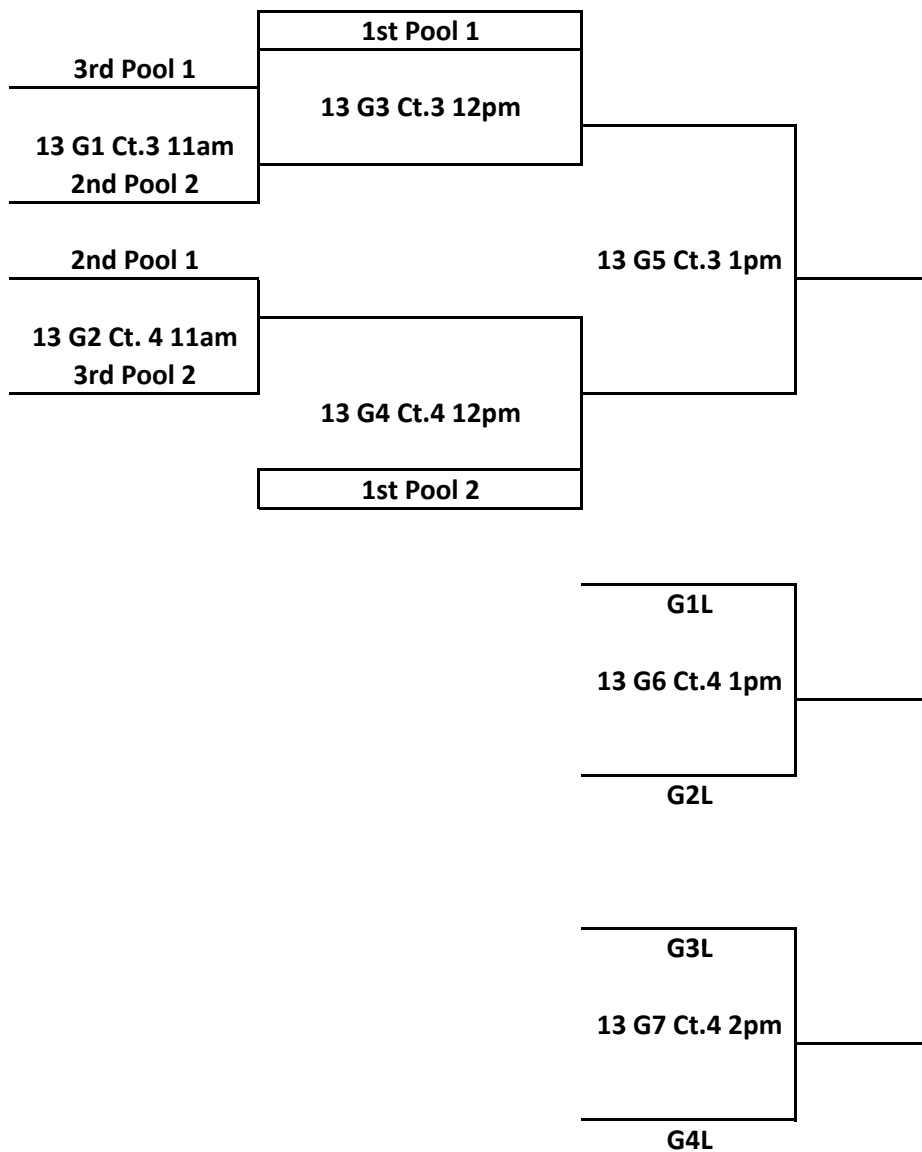 1st Pool 1
3rd Pool 1
13 G3 Ct.3 12pm
13 G1 Ct.3 11am
2nd Pool 2
2nd Pool 1
13 G5 Ct.3 1pm
13 G2 Ct. 4 11am
3rd Pool 2
13 G4 Ct.4 12pm
1st Pool 2
G1L
13 G6 Ct.4 1pm
G2L
G3L
13 G7 Ct.4 2pm
G4L